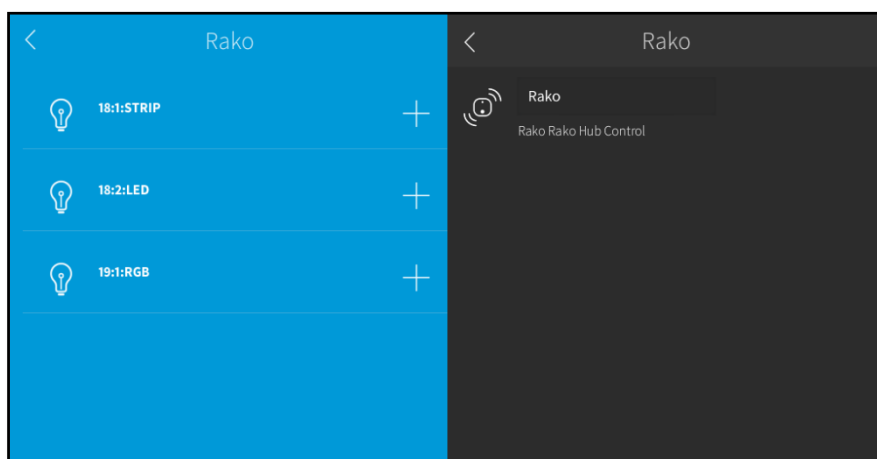 Rako
18:1:STRIP
18:2:LED
19:1:RGB
Rako
Rako
Rako Rako Hub Control